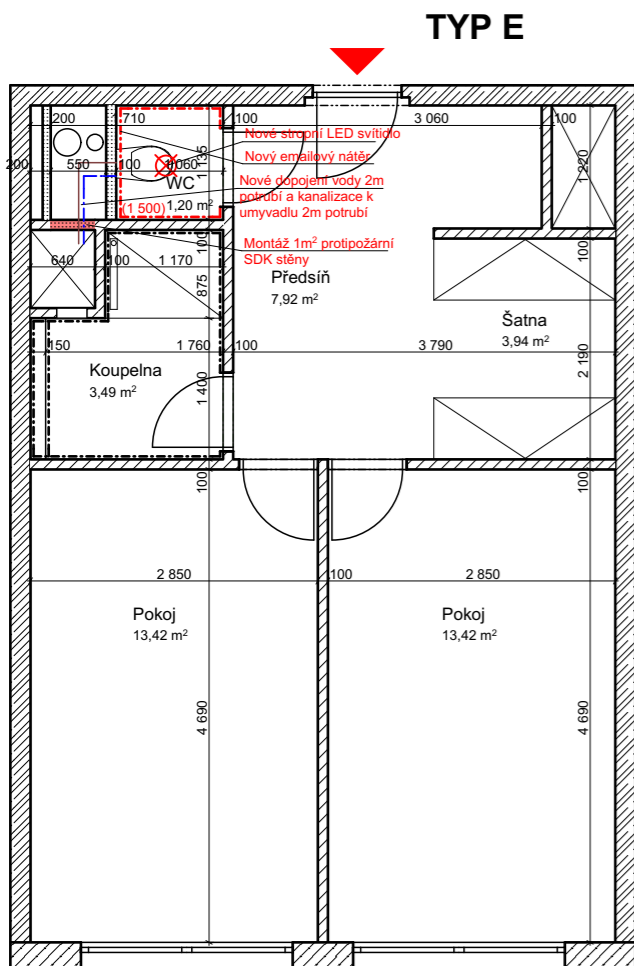 TYP E
200
710
100
3 060
100
Nové stropní LED svítidlo
200
550
100
1 060
1 135
Nový emailový nátěr
1 220
WC
Nové dopojení vody 2m
potrubí a kanalizace k
umyvadlu 2m potrubí
(1 500)
1,20 m²
100
Montáž 1m² protipožární
SDK stěny
100
640
100
1 170
875
Předsíň
7,92 m²
Šatna
3,94 m²
150
1 760
100
3 790
2 190
Koupelna
3,49 m²
1 400
100
100
2 850
100
2 850
Pokoj
13,42 m²
Pokoj
13,42 m²
4 690
4 690